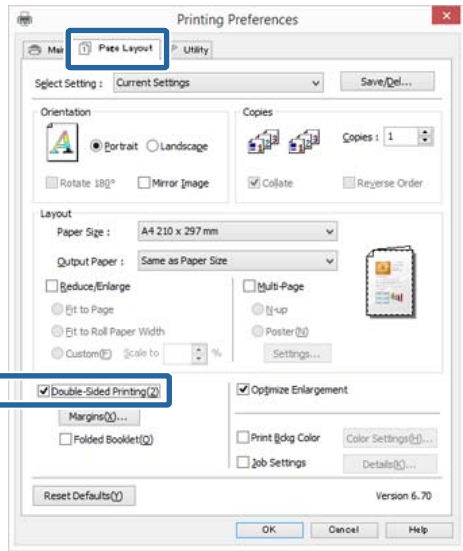 Printing Preferences
Main Page Layout Utility
Select Setting : Current Settings Save/Del...
Orientation
Portrait Landscape
Rotate 180° Mirror Image
Copies
Copies : 1
Collate Reverse Order
Layout
Paper Size : A4 210 x 297 mm
Output Paper : Same as Paper Size
Reduce/Enlarge
Fit to Page
Fit to Roll Paper Width
Custom(F) Scale to %
Multi-Page
N-up
Poster(N)
Settings...
Double-Sided Printing(2)
Margins(X)...
Folded Booklet(O)
Optimize Enlargement
Print Bckg Color Color Settings(H)...
Job Settings Details(K)...
Reset Defaults(Y) Version 6.70
OK Cancel Help